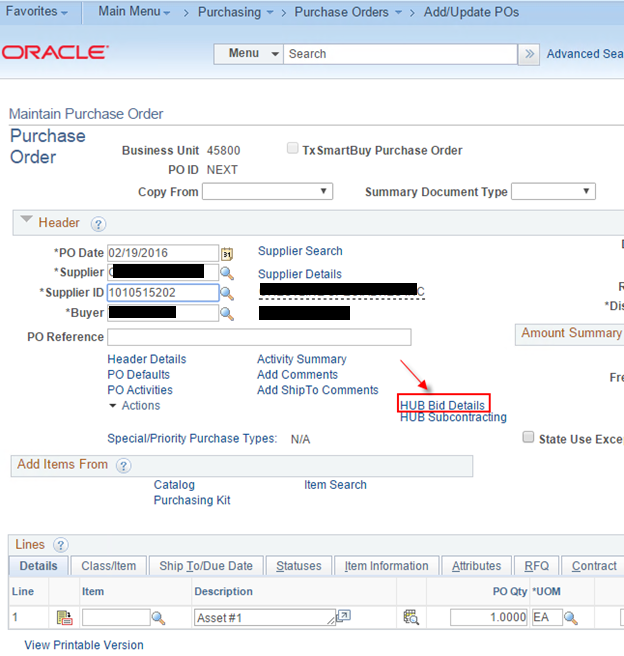 Favorites Main Menu > Purchasing > Purchase Orders > Add/Update POs
ORACLE
Menu Search » Advanced Sea
Maintain Purchase Order
Purchase Order
Business Unit 45800 TxSmartBuy Purchase Order
PO ID NEXT
Copy From Summary Document Type
Header ?
*PO Date 02/19/2016 31 Supplier Search
*Supplier Supplier Details
*Supplier ID 1010515202 C
*Dis
*Buyer
PO Reference
Amount Summary
Header Details Activity Summary
PO Defaults Add Comments
Fre
PO Activities Add ShipTo Comments
Actions HUB Bid Details
HUB Subcontracting
Special/Priority Purchase Types: N/A State Use Exce
Add Items From ?
Catalog Item Search
Purchasing Kit
Lines ?
Details Class/Item Ship To/Due Date Statuses Item Information Attributes RFQ Contract
Line Item Description PO Qty *UOM
1 Asset #1 1.0000 EA
View Printable Version